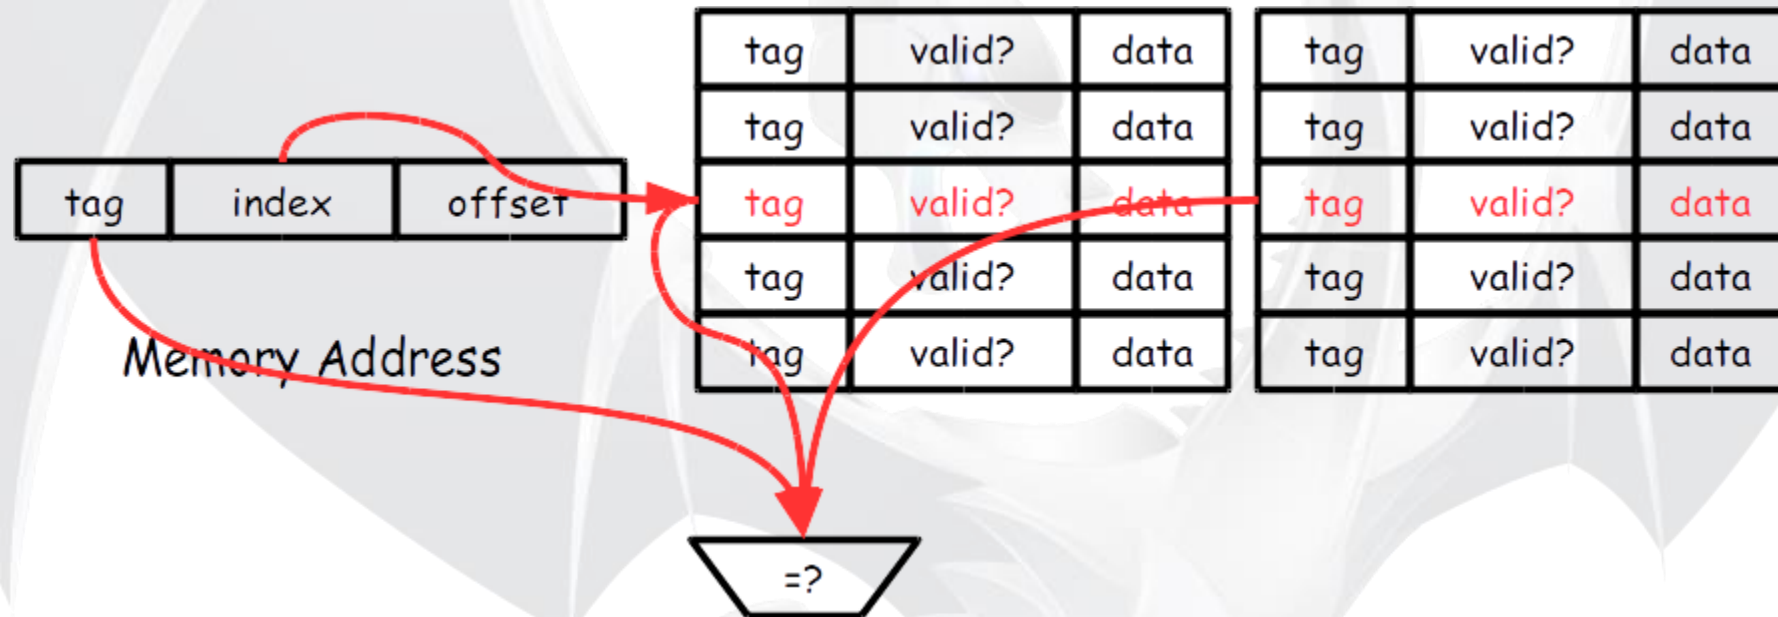 tag valid? data tag valid? data
tag valid? data tag valid? data
tag index offset tag valid? data tag valid? data
tag valid? data tag valid? data
Memory Address tag valid? data tag valid? data
=?